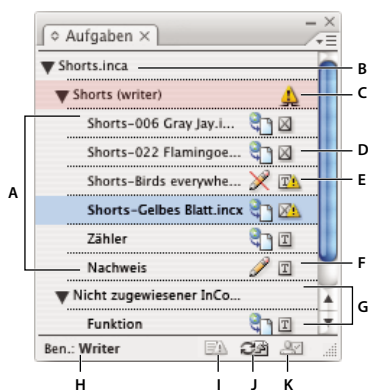 Aufgaben
Shorts.inca
B
Shorts (writer)
C
Shorts-006 Gray Jay.i...
Shorts-022 Flamingoe...
D
A
Shorts-Birds everywhe...
E
Shorts-Gelbes Blatt.incx
Zähler
Nachweis
F
Nicht zugewiesener InCo...
G
Funktion
Ben.: Writer
H
I
J
K